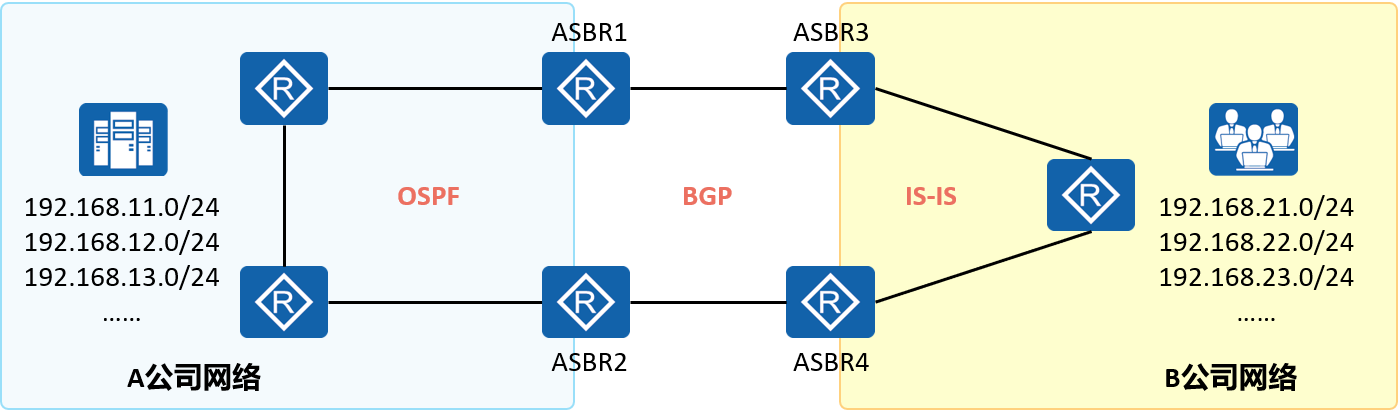 ASBR1
ASBR3
R
R
R
192.168.11.0/24
192.168.12.0/24
192.168.13.0/24
……
OSPF
BGP
IS-IS
R
192.168.21.0/24
192.168.22.0/24
192.168.23.0/24
……
R
R
R
ASBR2
ASBR4
A公司网络
B公司网络